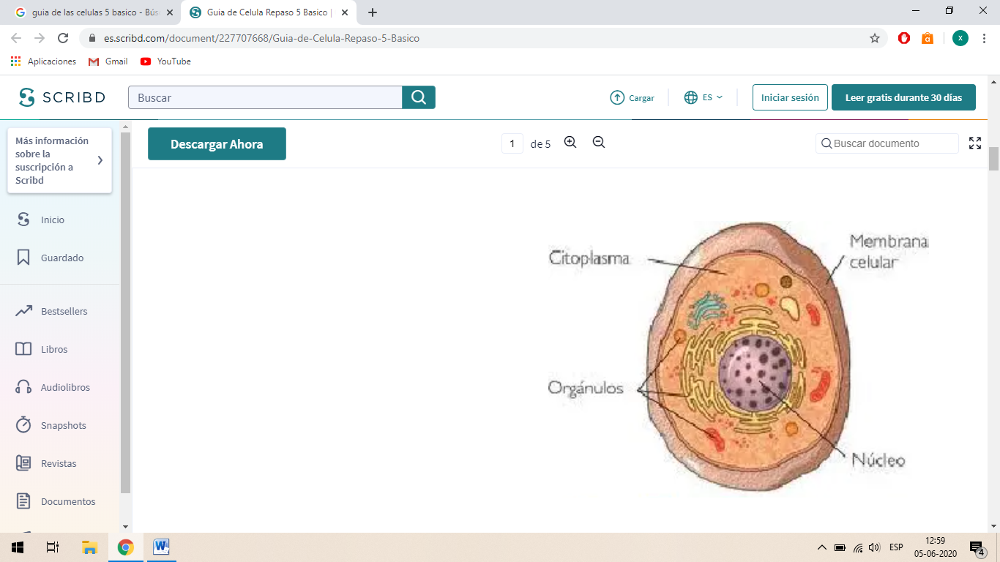 guia de las celulas 5 basico - Bús
Guia de Celula Repaso 5 Basico |
es.scribd.com/document/227707668/Guia-de-Celula-Repaso-5-Basico
x
Aplicaciones
Gmail
YouTube
SCRIBD
Buscar
Cargar
ES
Iniciar sesión
Leer gratis durante 30 días
Más información
sobre la
suscripción a
Scribd
Descargar Ahora
1 de 5
Buscar documento
Inicio
Guardado
Bestsellers
Libros
Audiolibros
Snapshots
Revistas
Documentos
Citoplasma
Membrana
celular
Orgánulos
Núcleo
ESP
12:59
05-06-2020
4